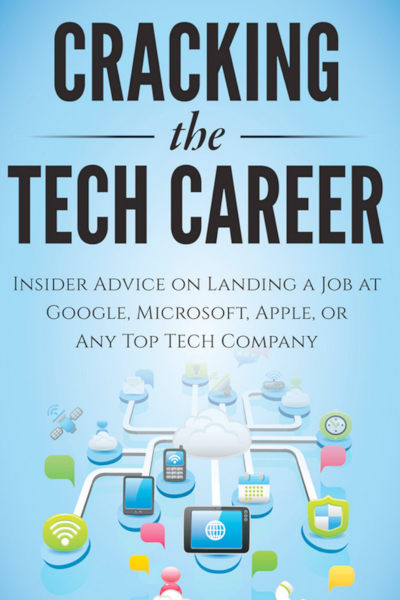 CRACKING
the
TECH CAREER
INSIDER ADVICE ON LANDING A JOB AT
GOOGLE, MICROSOFT, APPLE, OR
ANY TOP TECH COMPANY